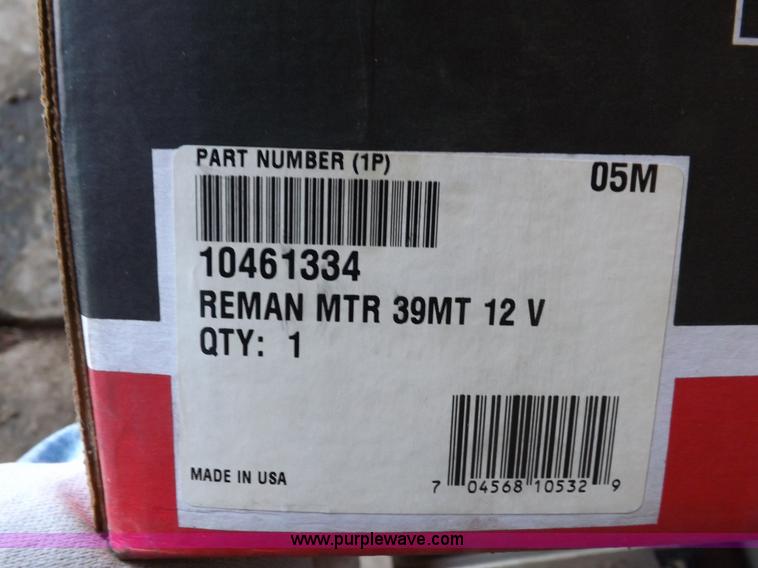 PART NUMBER (1P)
05M
10461334
REMAN MTR 39MT 12 V
QTY: 1
MADE IN USA
7 04568 10532 9
www.purplewave.com